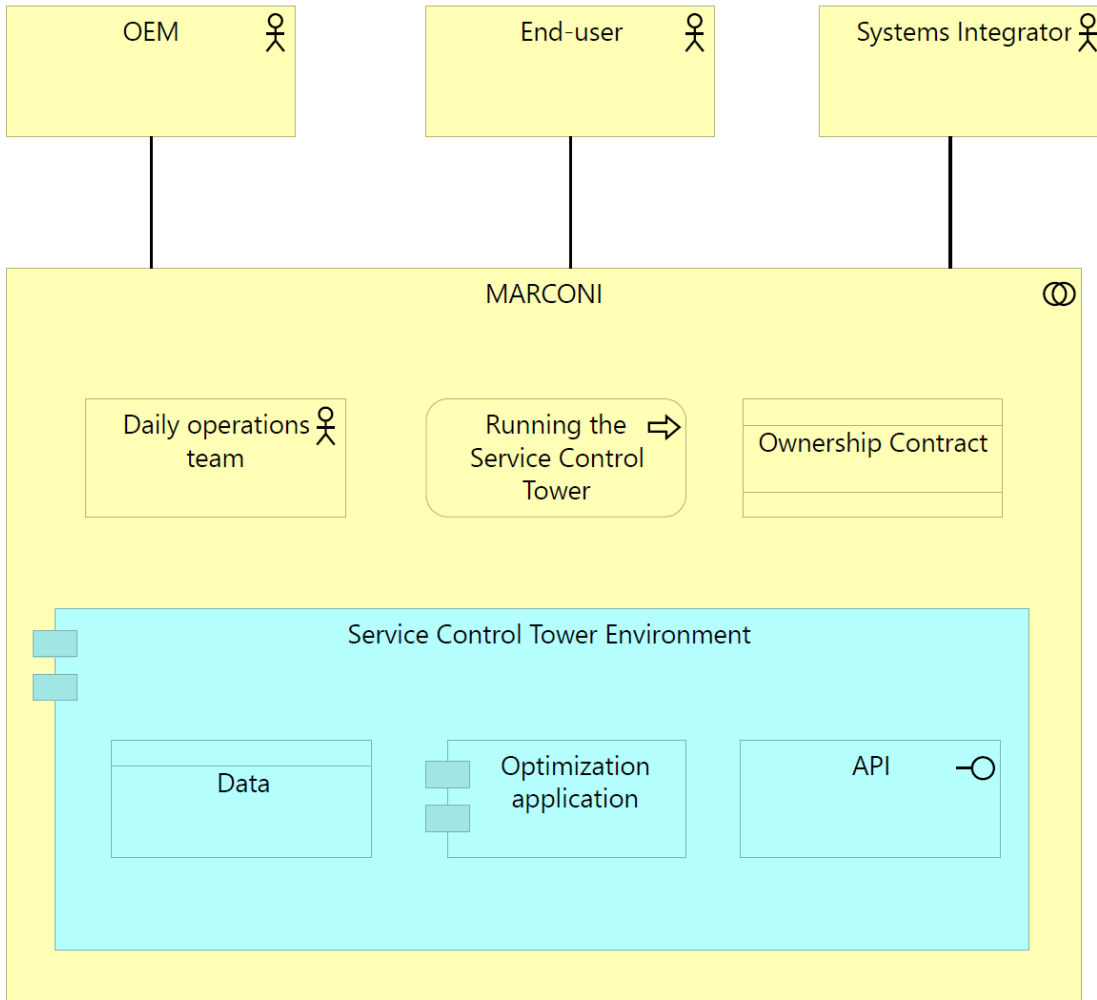 OEM
End-user
Systems Integrator
MARCONI
Daily operations
team
Running the
Service Control
Tower
Ownership Contract
Service Control Tower Environment
Data
Optimization
application
API